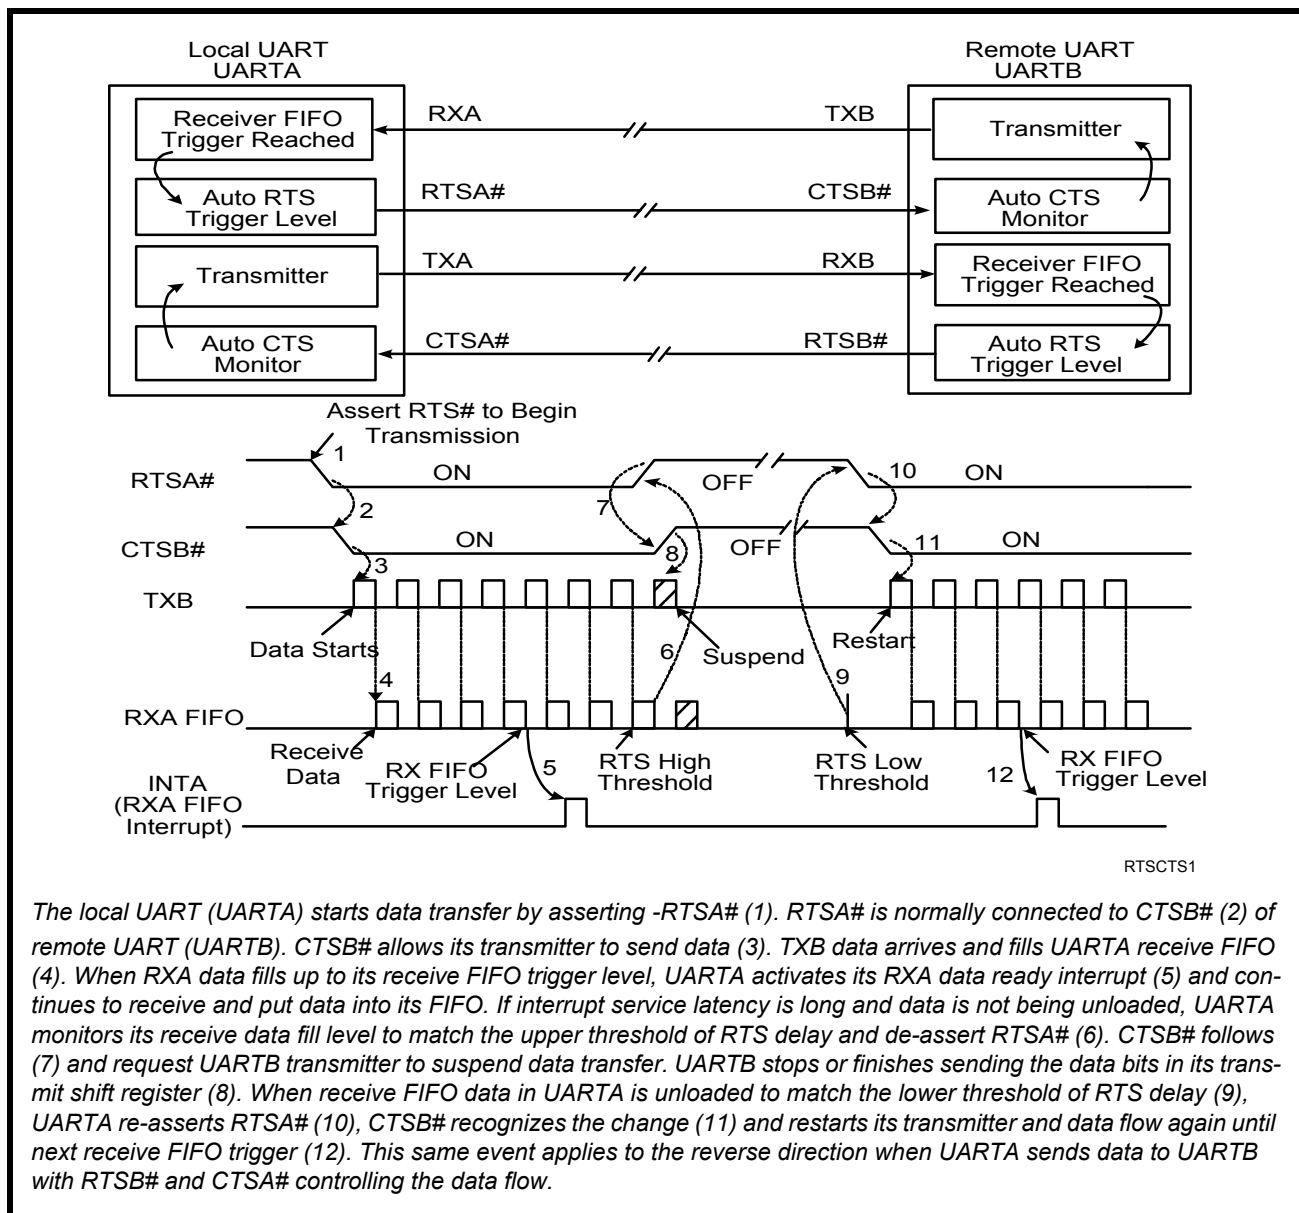 Local UART
UARTA
Remote UART
UARTB
Receiver FIFO
Trigger Reached
RXA
TXB
Transmitter
Auto RTS
Trigger Level
RTSA#
CTSB#
Auto CTS
Monitor
Transmitter
TXA
RXB
Receiver FIFO
Trigger Reached
Auto CTS
Monitor
CTSA#
RTSB#
Auto RTS
Trigger Level
Assert RTS# to Begin
Transmission
1
RTSA#
ON
OFF
10
ON
2
7
CTSB#
ON
8
OFF
11
ON
3
TXB
Data Starts
6
Suspend
Restart
4
9
RXA FIFO
Receive
Data
RX FIFO
Trigger Level
5
RTS High
Threshold
RTS Low
Threshold
12
RX FIFO
Trigger Level
INTA
(RXA FIFO
Interrupt)
RTSCTS1
The local UART (UARTA) starts data transfer by asserting -RTSA# (1). RTSA# is normally connected to CTSB# (2) of
remote UART (UARTB). CTSB# allows its transmitter to send data (3). TXB data arrives and fills UARTA receive FIFO
(4). When RXA data fills up to its receive FIFO trigger level, UARTA activates its RXA data ready interrupt (5) and con-
tinues to receive and put data into its FIFO. If interrupt service latency is long and data is not being unloaded, UARTA
monitors its receive data fill level to match the upper threshold of RTS delay and de-assert RTSA# (6). CTSB# follows
(7) and request UARTB transmitter to suspend data transfer. UARTB stops or finishes sending the data bits in its trans-
mit shift register (8). When receive FIFO data in UARTA is unloaded to match the lower threshold of RTS delay (9),
UARTA re-asserts RTSA# (10), CTSB# recognizes the change (11) and restarts its transmitter and data flow again until
next receive FIFO trigger (12). This same event applies to the reverse direction when UARTA sends data to UARTB
with RTSB# and CTSA# controlling the data flow.